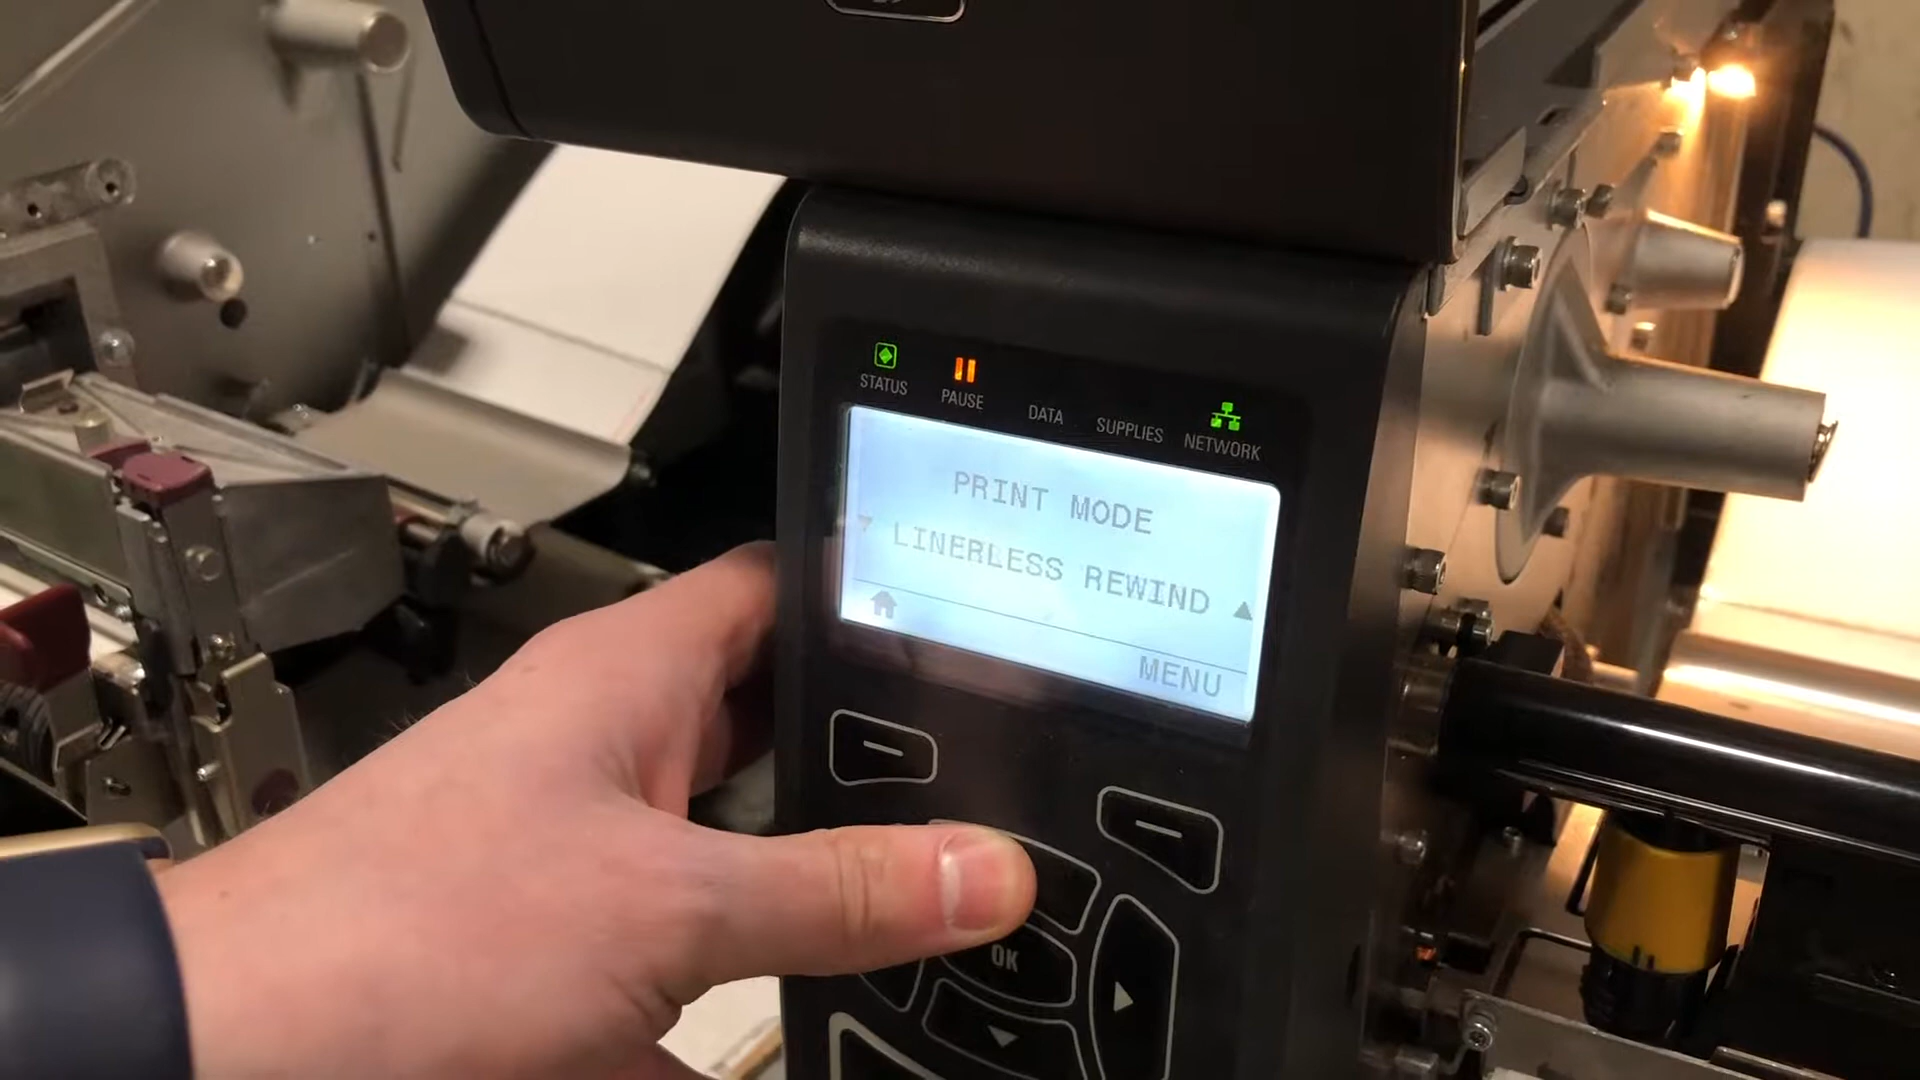 STATUS
PAUSE
DATA
SUPPLIES
NETWORK
PRINT MODE
LINERLESS REWIND
MENU
OK